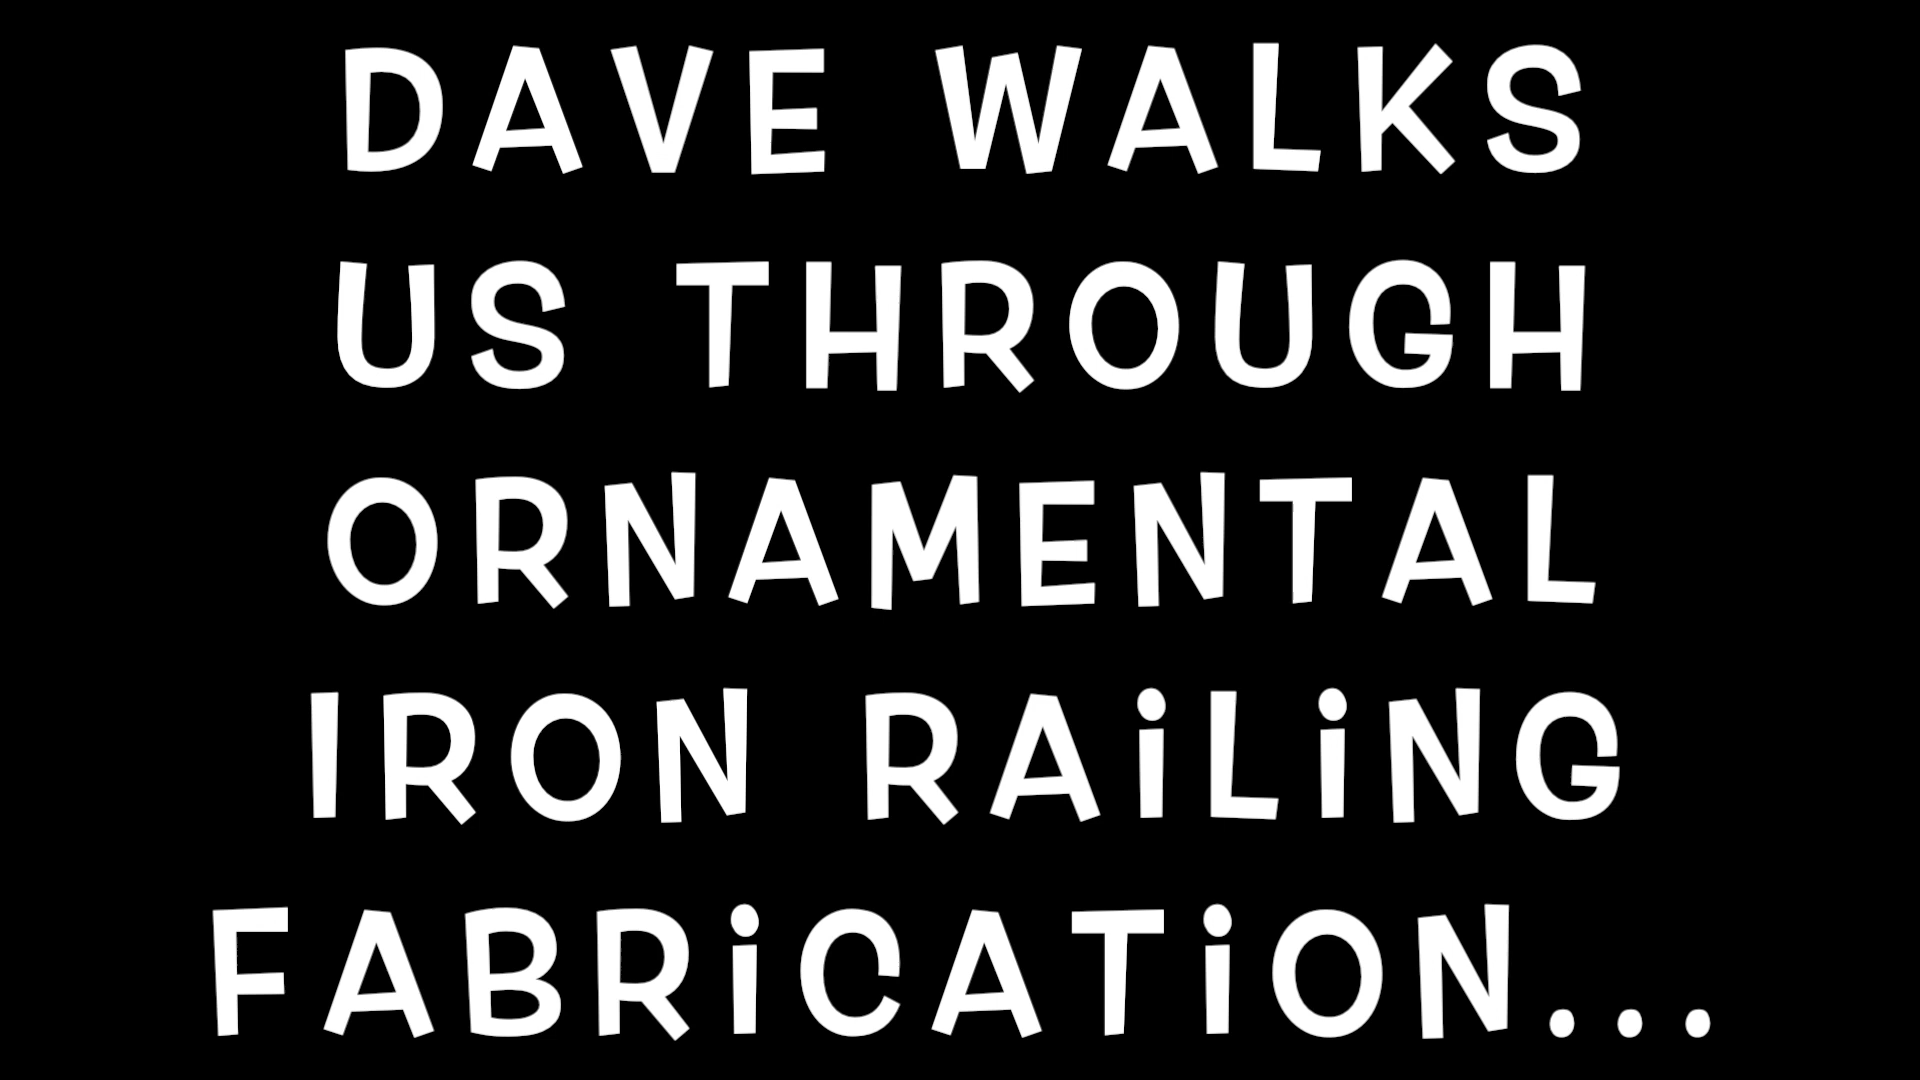 DAVE WALKS
US THROUGH
ORNAMENTAL
IRON RAiLiNG
FABRiCATiON...